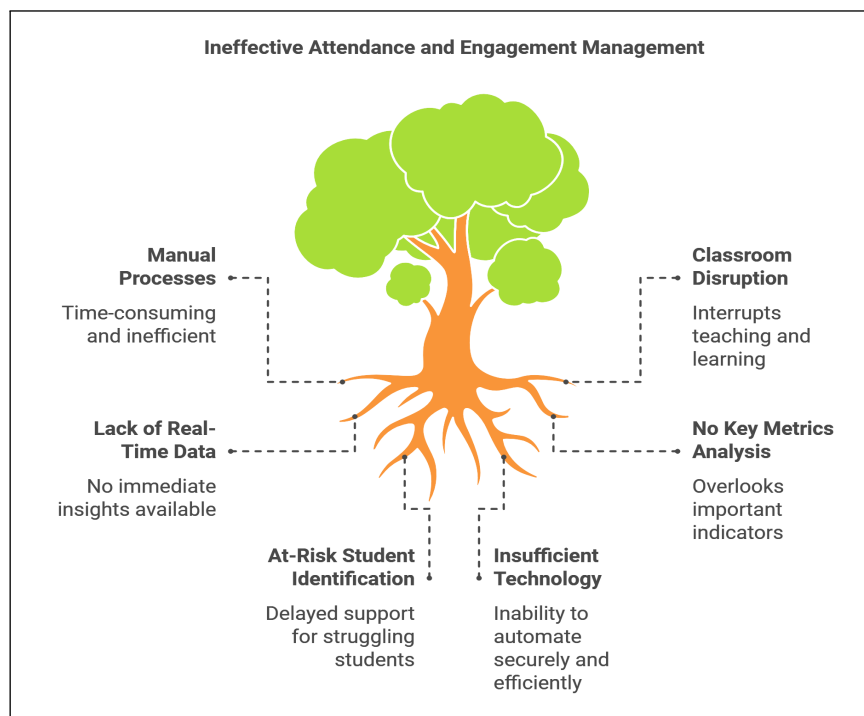 Ineffective Attendance and Engagement Management
Manual
Processes
Time-consuming
and inefficient
Lack of Real-
Time Data
No immediate
insights available
At-Risk Student
Identification
Delayed support
for struggling
students
Insufficient
Technology
Inability to
automate
securely and
efficiently
Classroom
Disruption
Interrupts
teaching and
learning
No Key Metrics
Analysis
Overlooks
important
indicators